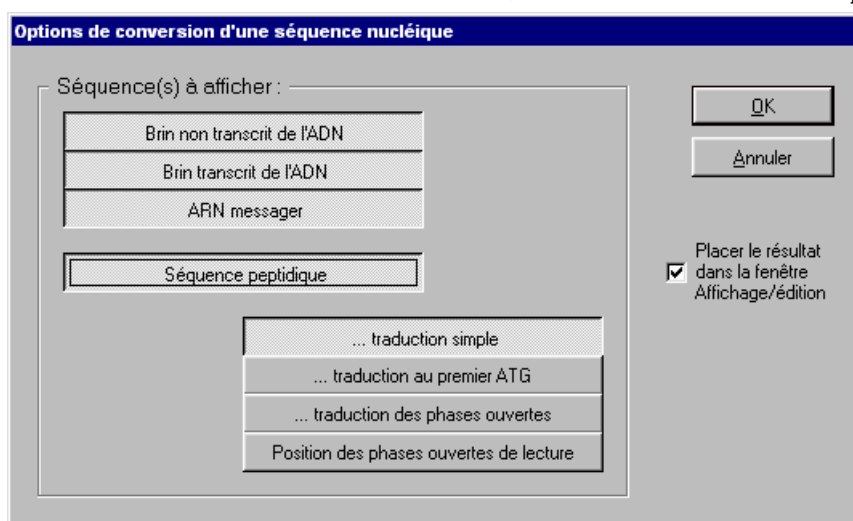 Options de conversion d'une séquence nucléique
Séquence(s) à afficher :
Brin non transcrit de l'ADN
Brin transcrit de l'ADN
ARN messager
Séquence peptidique
... traduction simple
... traduction au premier ATG
... traduction des phases ouvertes
Position des phases ouvertes de lecture
OK
Annuler
Placer le résultat
dans la fenêtre
Affichage/édition